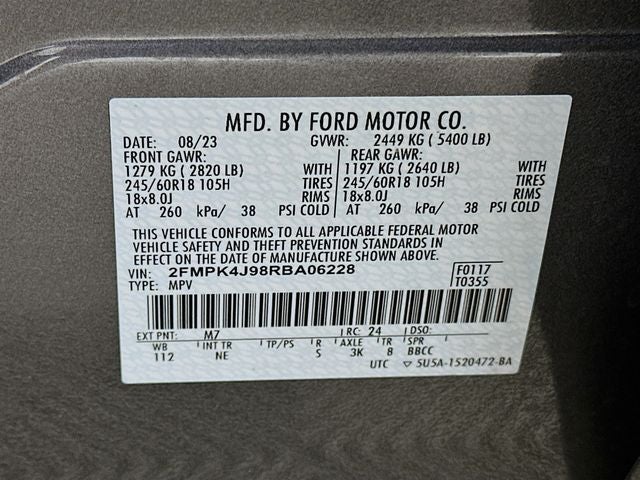 MFD. BY FORD MOTOR CO.
DATE: 08/23 GVWR: 2449 KG ( 5400 LB)
FRONT GAWR: REAR GAWR:
1279 KG ( 2820 LB) WITH 1197 KG ( 2640 LB) WITH
245/60R18 105H TIRES 245/60R18 105H TIRES
18x8.0J RIMS 18x8.0J RIMS
AT 260 kPa/ 38 PSI COLD AT 260 kPa/ 38 PSI COLD
THIS VEHICLE CONFORMS TO ALL APPLICABLE FEDERAL MOTOR
VEHICLE SAFETY AND THEFT PREVENTION STANDARDS IN
EFFECT ON THE DATE OF MANUFACTURE SHOWN ABOVE.
VIN: 2FMPK4J98RBA06228 F0117
TYPE: MPV T0355
EXT PNT: M7 RC: 24 DSO:
WB INT TR TP/PS R AXLE TR SPR
112 NE S 3K 8 BBCC
UTC ▽ 5U5A-1520472-BA